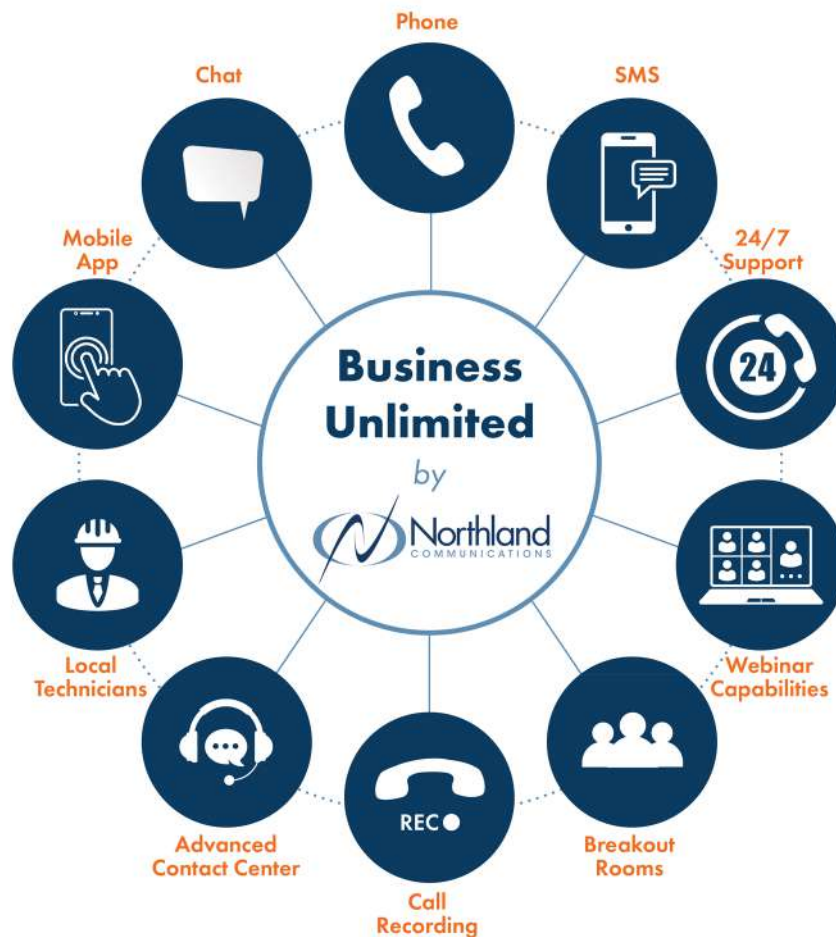 Phone
Chat
SMS
Mobile
App
24/7
Support
24
Business
Unlimited
by
Northland
COMMUNICATIONS
Local
Technicians
Webinar
Capabilities
REC
Advanced
Contact Center
Breakout
Rooms
Call
Recording